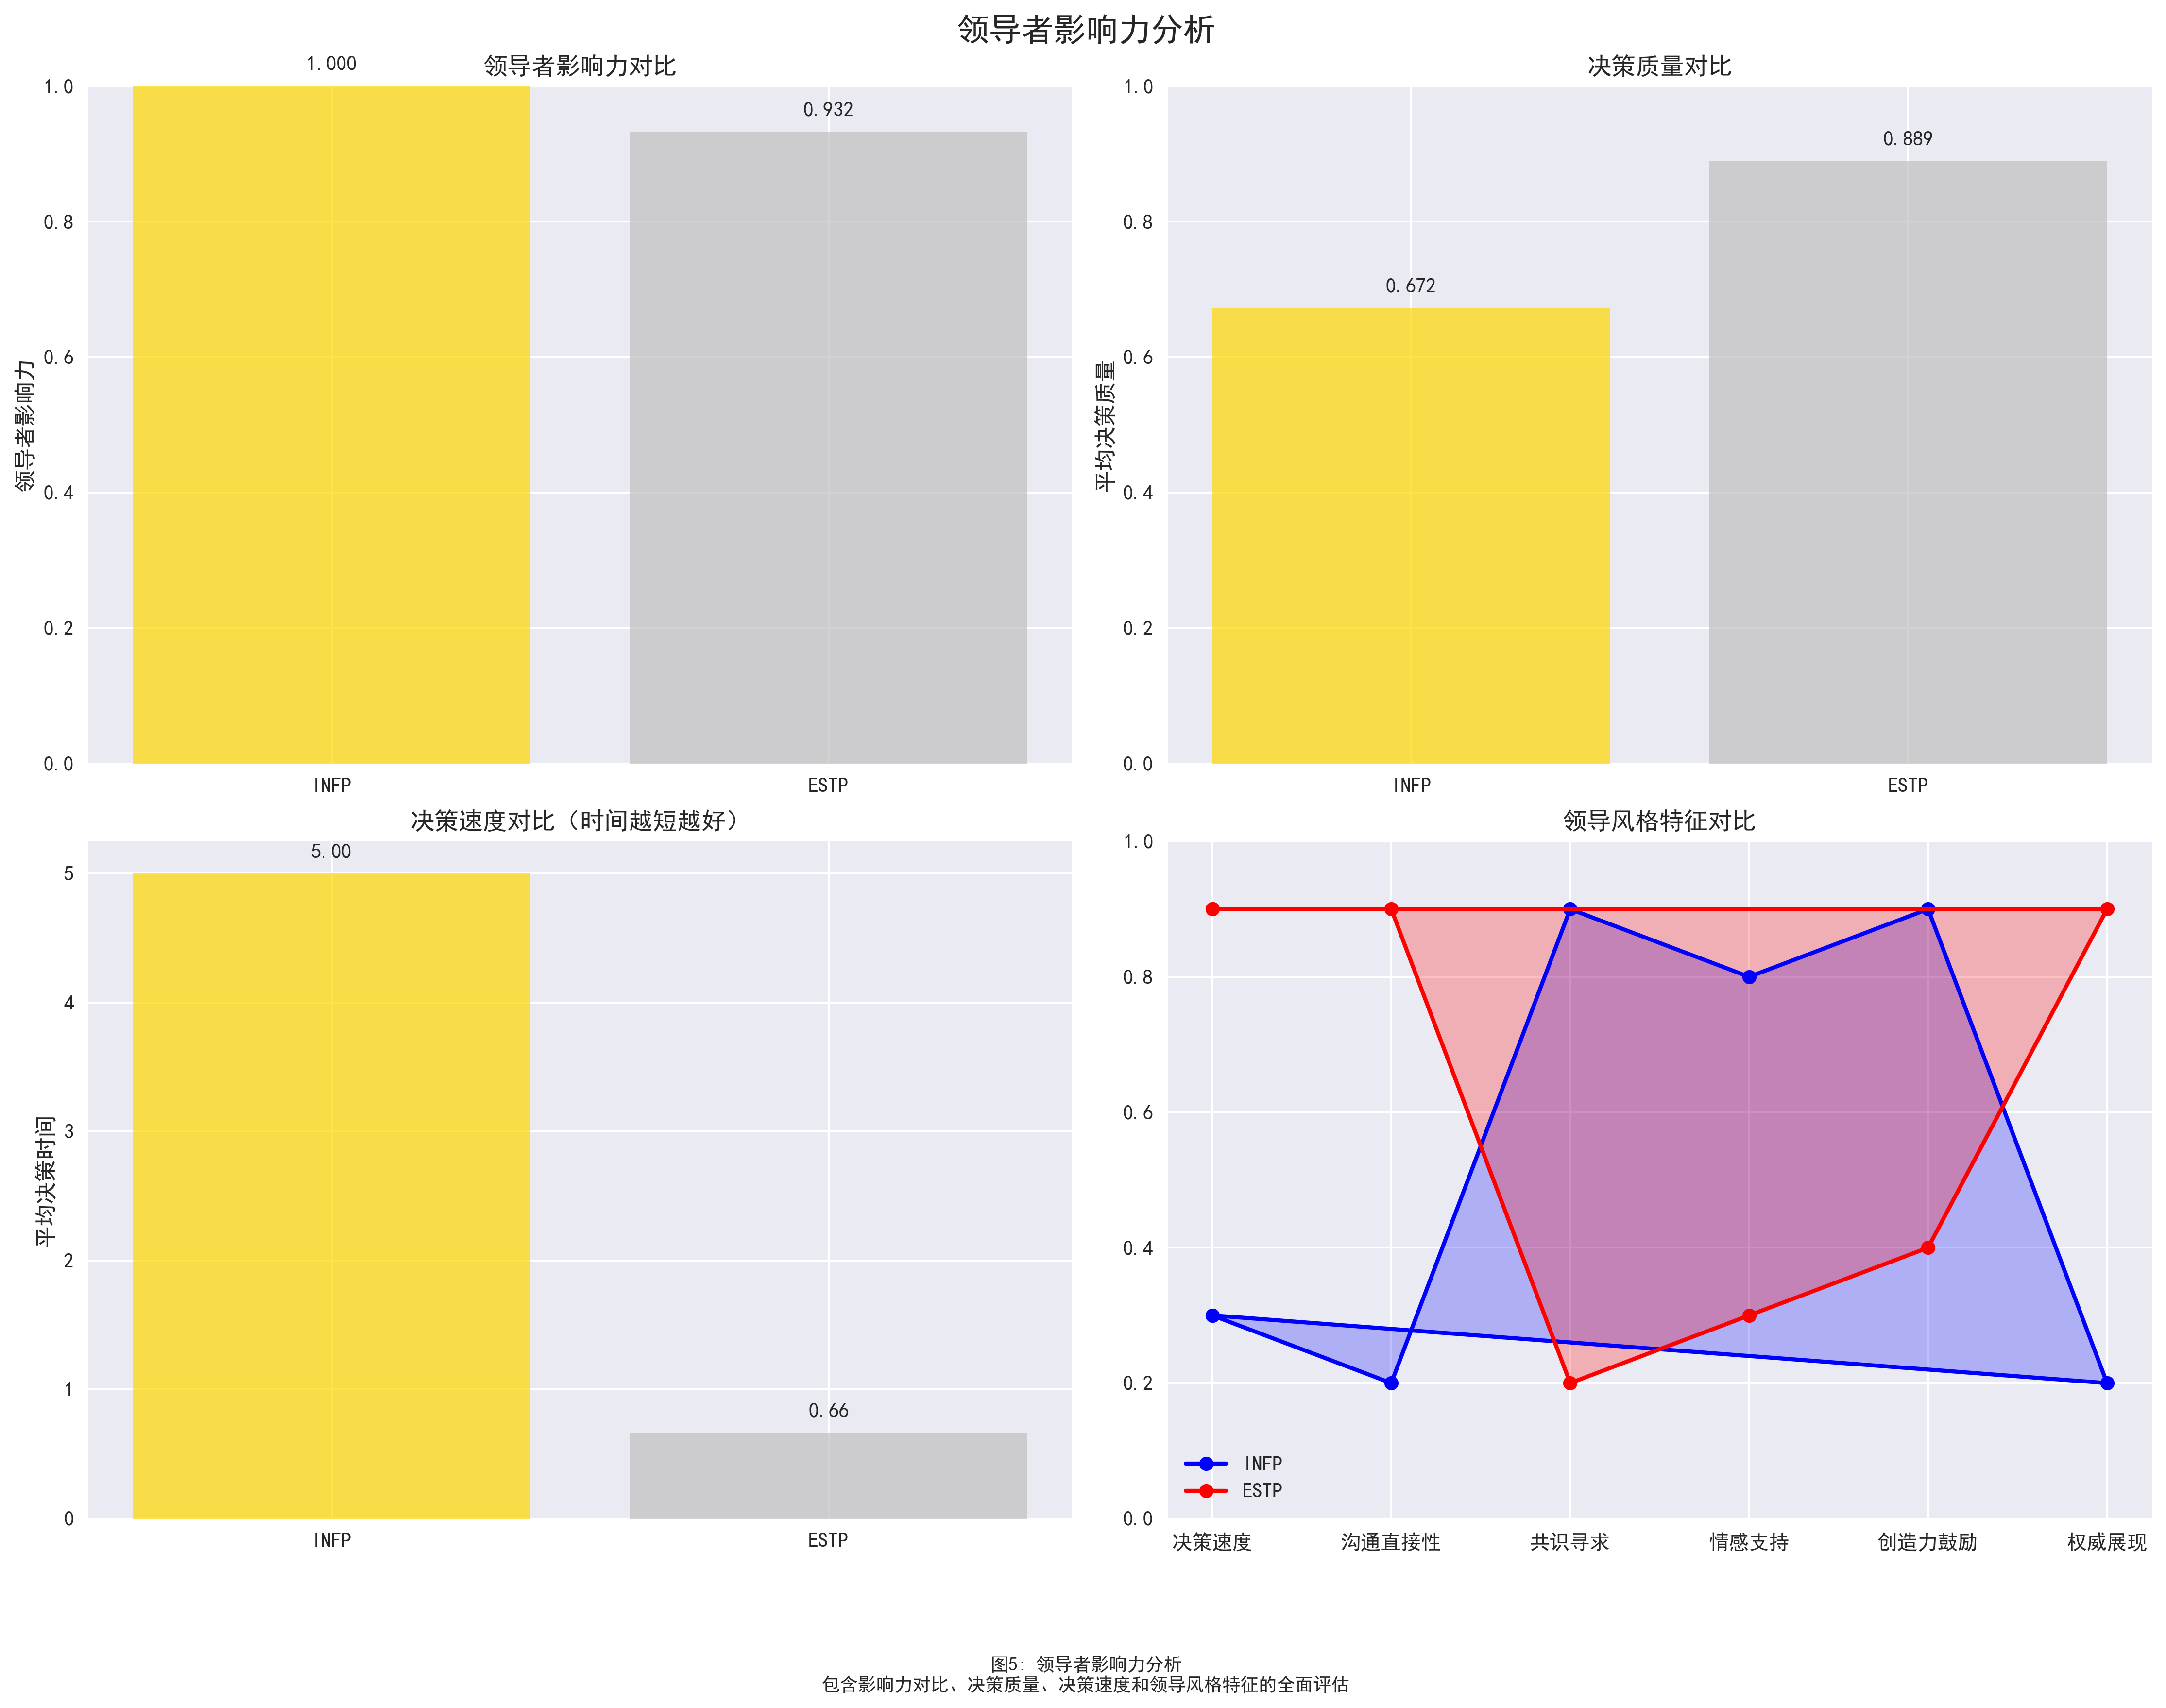 领导者影响力分析
领导者影响力对比
1.000
0.932
1.0
0.8
0.6
0.4
0.2
0.0
领导者影响力
INFP
ESTP
决策质量对比
0.672
0.889
1.0
0.8
0.6
0.4
0.2
0.0
平均决策质量
INFP
ESTP
决策速度对比（时间越短越好）
5.00
0.66
5
4
3
2
1
0
平均决策时间
INFP
ESTP
领导风格特征对比
1.0
0.8
0.6
0.4
0.2
0.0
INFP
ESTP
决策速度
沟通直接性
共识寻求
情感支持
创造力鼓励
权威展现
图5: 领导者影响力分析
包含影响力对比、决策质量、决策速度和领导风格特征的全面评估